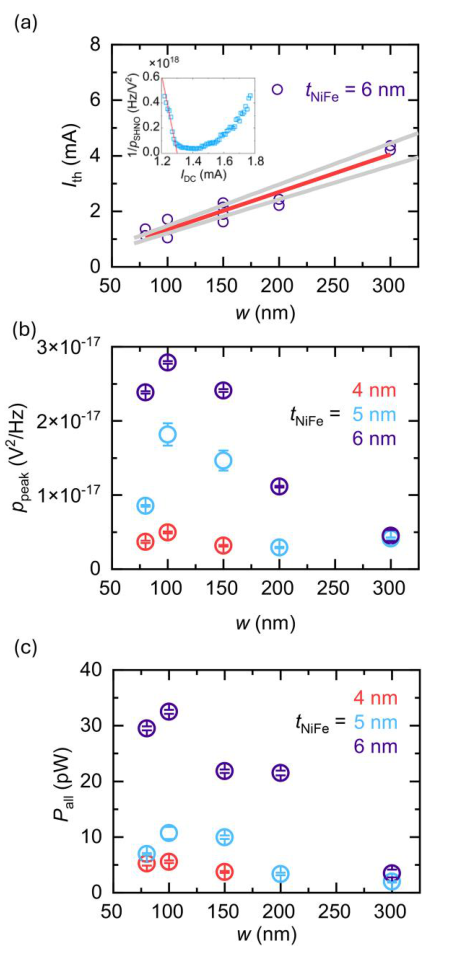 (a)
8
6
4
2
0
I_th (mA)
×10^18
0.6
0.4
0.2
0.0
1/p_SHNO (Hz/V²)
1.2 1.4 1.6 1.8
I_DC (mA)
t_NiFe = 6 nm
50 100 150 200 250 300
w (nm)
(b)
3×10^-17
2×10^-17
1×10^-17
0
p_peak (V²/Hz)
4 nm
t_NiFe = 5 nm
6 nm
50 100 150 200 250 300
w (nm)
(c)
40
30
20
10
0
P_all (pW)
4 nm
t_NiFe = 5 nm
6 nm
50 100 150 200 250 300
w (nm)